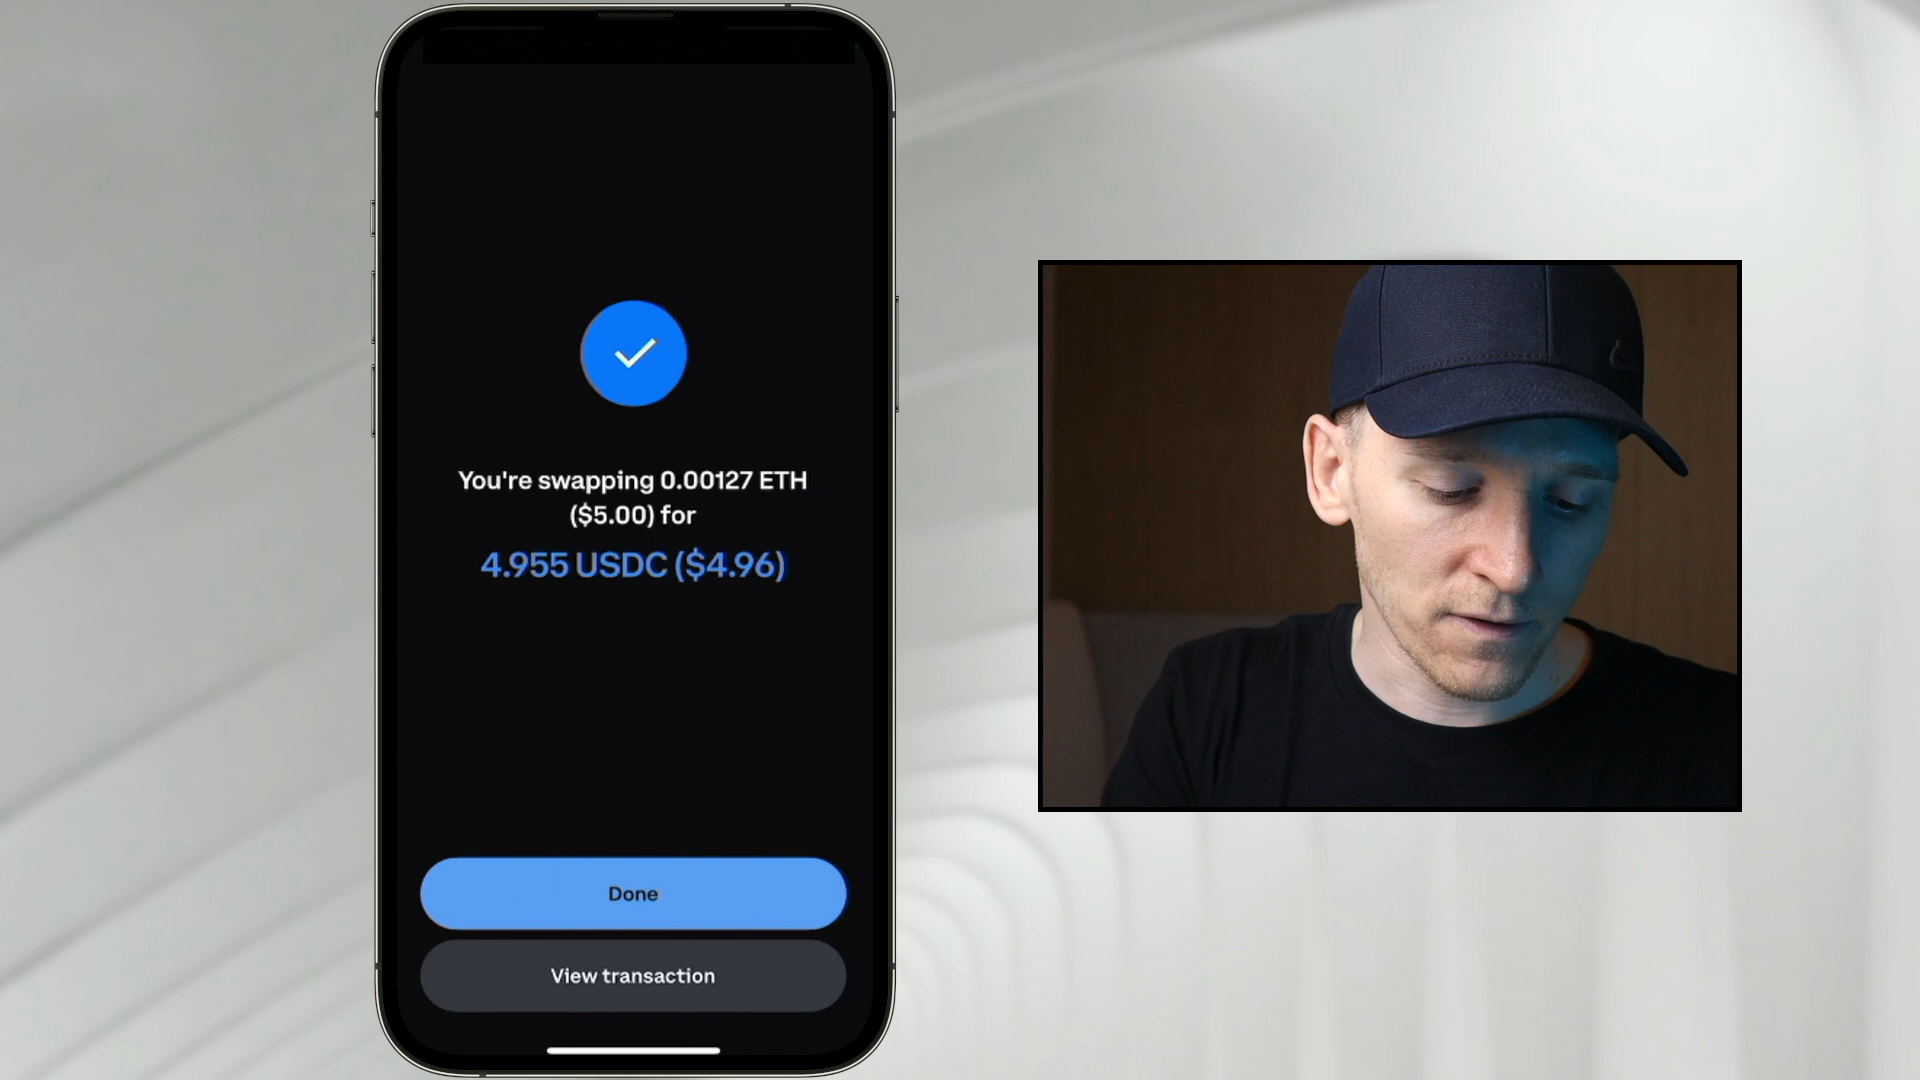 You're swapping 0.00127 ETH
($5.00) for
4.955 USDC ($4.96)
Done
View transaction